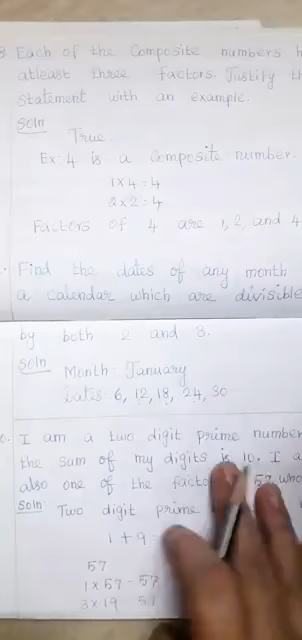 Each of the Composite numbers
atleast three factors. Justify
statement with an example.
Soln
True.
Ex: 4 is a Composite number.
1 x 4 = 4
2 x 2 = 4
Factors of 4 are 1, 2, and 4
Find the dates of any month
a calendar which are divisible
by both 2 and 3.
Soln
Month: January
Dates: 6, 12, 18, 24, 30
I am a two digit prime number
the sum of my digits is 10. I a
also one of the facto 57 who
Soln: Two digit prime
1 + 9 =
57
1 x 57 - 57
3 x 19 57